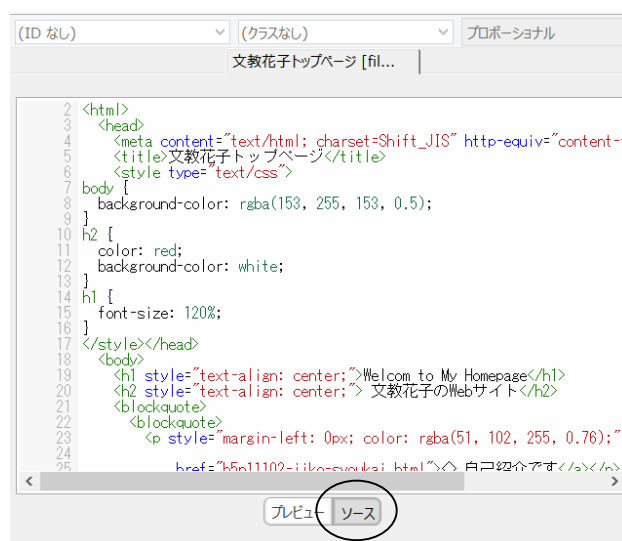 (ID なし) (クラスなし) プロポーショナル
文教花子トップページ [fil...
2 <html>
3 <head>
4 <meta content="text/html; charset=Shift_JIS" http-equiv="content-
5 <title>文教花子トップページ</title>
6 <style type="text/css">
7 body {
8 background-color: rgba(153, 255, 153, 0.5);
9 }
10 h2 {
11 color: red;
12 background-color: white;
13 }
14 h1 {
15 font-size: 120%;
16 }
17 </style></head>
18 <body>
19 <h1 style="text-align: center;">Welcom to My Homepage</h1>
20 <h2 style="text-align: center;"> 文教花子のWebサイト</h2>
21 <blockquote>
22 <blockquote>
23 <p style="margin-left: 0px; color: rgba(51, 102, 255, 0.76);"
24
25 href="b5p11102-jiko-syoukai.html">◇ 自己紹介です</a></p>
プレビュー ソース